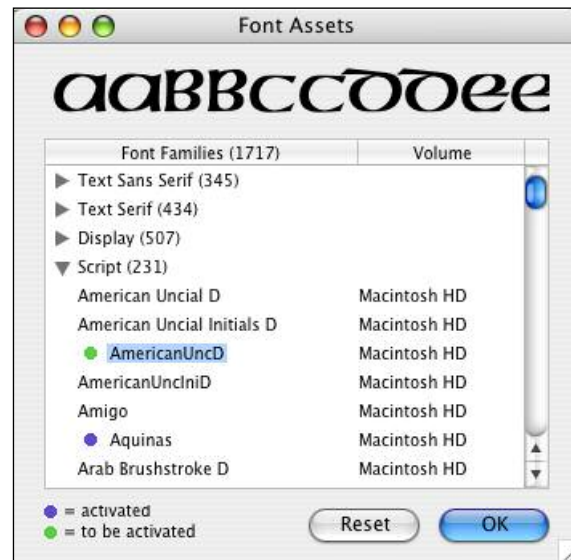 Font Assets
aaBBccddee
Font Families (1717) Volume
Text Sans Serif (345)
Text Serif (434)
Display (507)
Script (231)
American Uncial D Macintosh HD
American Uncial Initials D Macintosh HD
AmericanUncD Macintosh HD
AmericanUncIniD Macintosh HD
Amigo Macintosh HD
Aquinas Macintosh HD
Arab Brushstroke D Macintosh HD
= activated
= to be activated
Reset OK